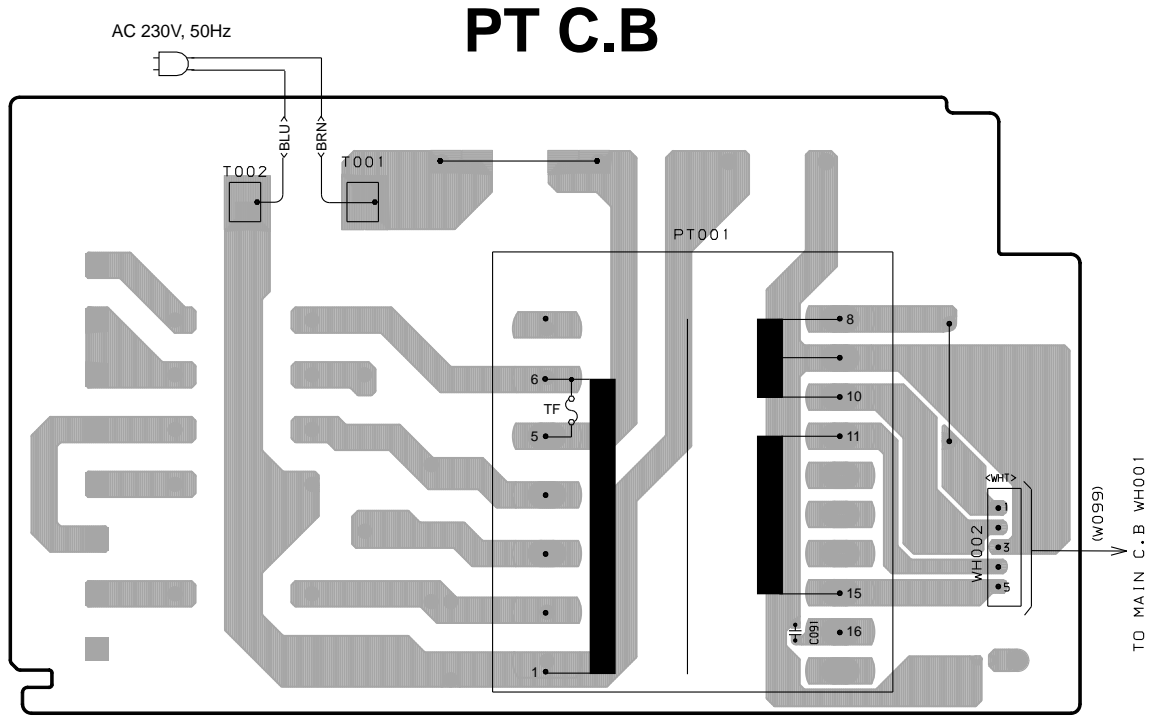 PT C.B
AC 230V, 50Hz
<BLU>
<BRN>
T002
T001
PT001
8
6
10
TF
5
11
<WHT>
1
3
5
WH002
(W099)
TO MAIN C.B WH001
15
16
C091
1